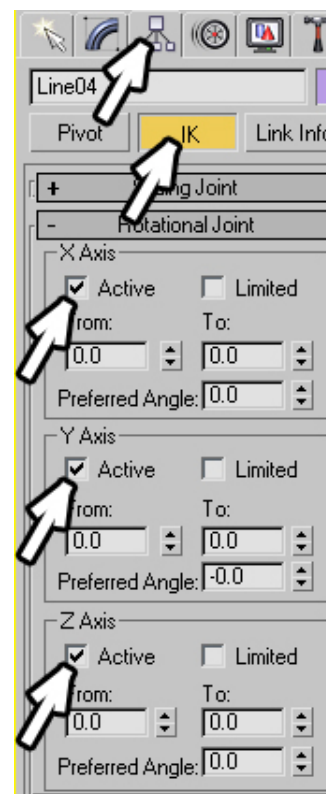 Line04
Pivot IK Link Info
+ Sliding Joint
- Rotational Joint
X Axis
Active Limited
From: To:
0.0 0.0
Preferred Angle: 0.0
Y Axis
Active Limited
From: To:
0.0 0.0
Preferred Angle: -0.0
Z Axis
Active Limited
From: To:
0.0 0.0
Preferred Angle: 0.0